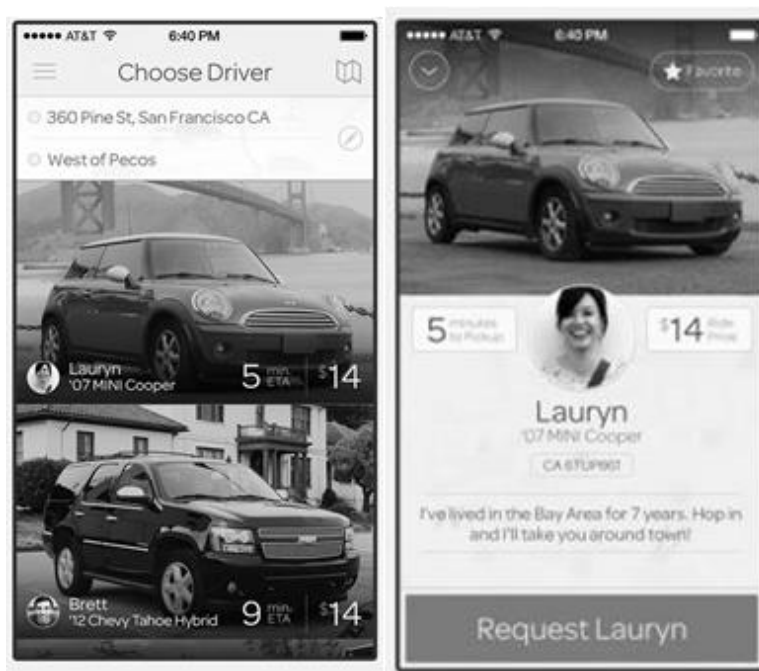 AT&T 6:40 PM
Choose Driver
360 Pine St, San Francisco CA
West of Pecos
Lauryn
'07 MINI Cooper
5 min. ETA $14
Brett
'12 Chevy Tahoe Hybrid
9 min. ETA $14
AT&T 6:40 PM
Favorite
5 minutes to Pickup
$14 Ride Price
Lauryn
'07 MINI Cooper
I've lived in the Bay Area for 7 years. Hop in
and I'll take you around town!
Request Lauryn